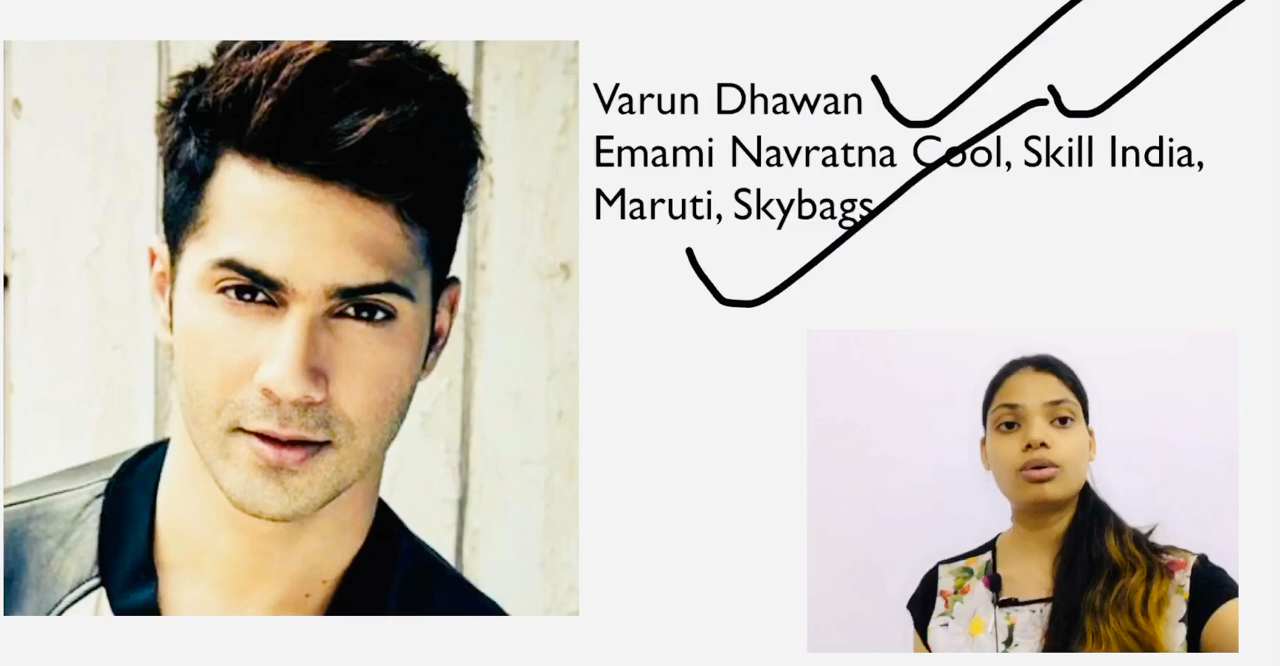 Varun Dhawan
Emami Navratna Cool, Skill India,
Maruti, Skybags